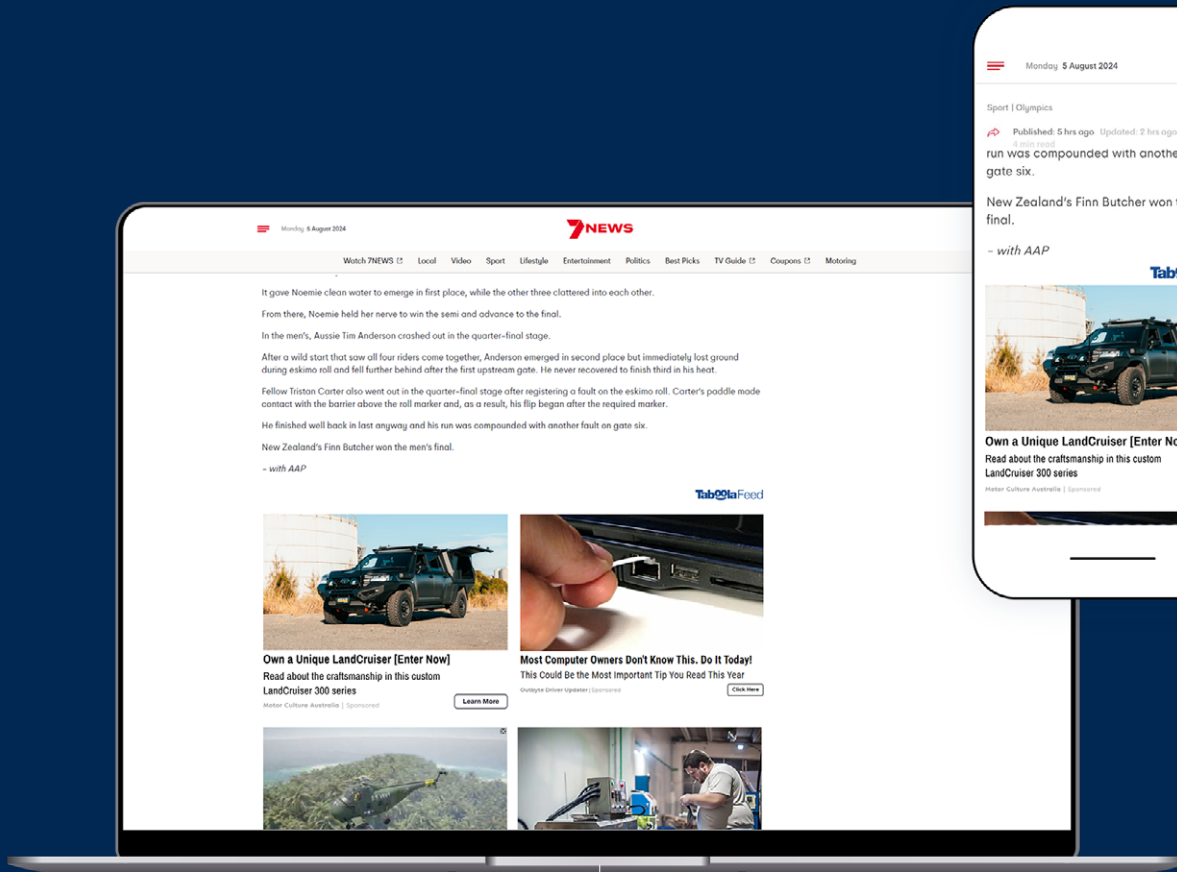 Monday 5 August 2024
7NEWS
Watch 7NEWS Local Video Sport Lifestyle Entertainment Politics Best Picks TV Guide Coupons Motoring
It gave Noemie clean water to emerge in first place, while the other three clattered into each other.
From there, Noemie held her nerve to win the semi and advance to the final.
In the men's, Aussie Tim Anderson crashed out in the quarter-final stage.
After a wild start that saw all four riders come together, Anderson emerged in second place but immediately lost ground
during eskimo roll and fell further behind after the first upstream gate. He never recovered to finish third in his heat.
Fellow Tristan Carter also went out in the quarter-final stage after registering a fault on the eskimo roll. Carter's paddle made
contact with the barrier above the roll marker and, as a result, his flip began after the required marker.
He finished well back in last anyway and his run was compounded with another fault on gate six.
New Zealand's Finn Butcher won the men's final.
– with AAP
Taboola Feed
Own a Unique LandCruiser [Enter Now]
Read about the craftsmanship in this custom
LandCruiser 300 series
Motor Culture Australia | Sponsored
Learn More
Most Computer Owners Don't Know This. Do It Today!
This Could Be the Most Important Tip You Read This Year
Outbyte Driver Updater | Sponsored
Click Here
Monday 5 August 2024
Sport | Olympics
Published: 5 hrs ago Updated: 2 hrs ago
4 min read
run was compounded with anothe
gate six.
New Zealand's Finn Butcher won
final.
– with AAP
Tab
Own a Unique LandCruiser [Enter No
Read about the craftsmanship in this custom
LandCruiser 300 series
Motor Culture Australia | Sponsored